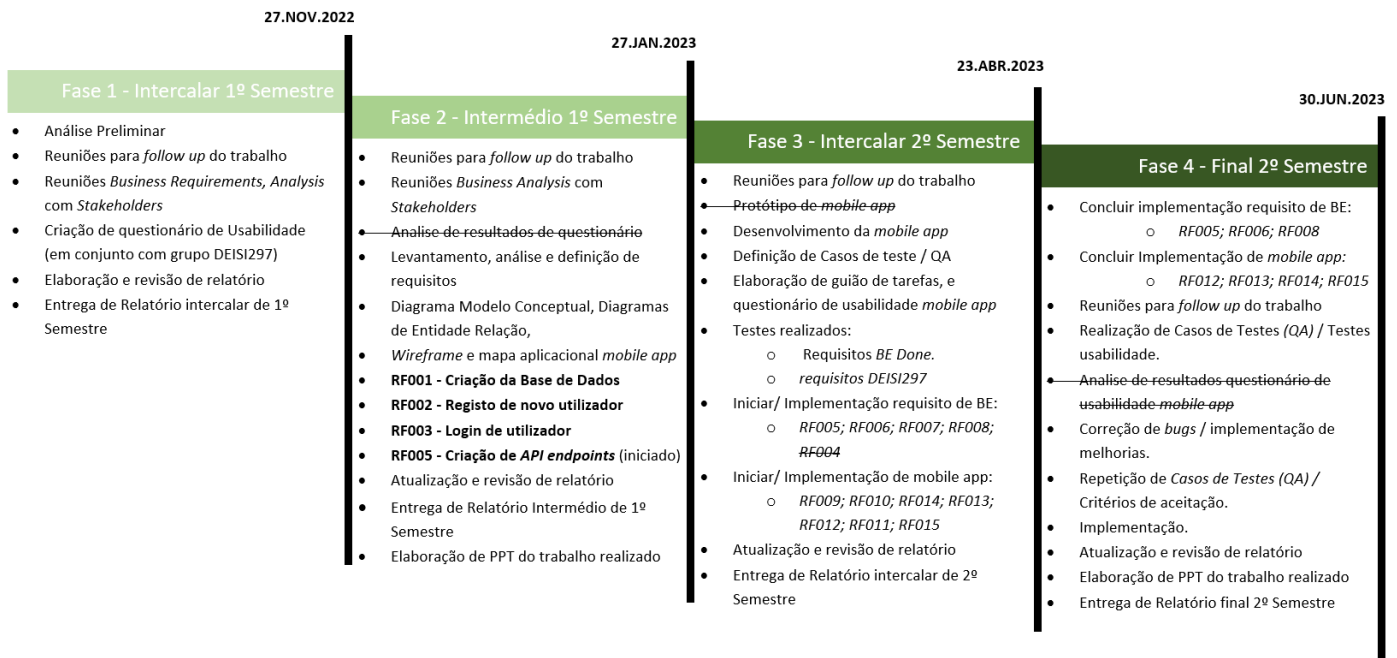 27.NOV.2022
Fase 1 - Intercalar 1º Semestre
Análise Preliminar
Reuniões para follow up do trabalho
Reuniões Business Requirements, Analysis
com Stakeholders
Criação de questionário de Usabilidade
(em conjunto com grupo DEISI297)
Elaboração e revisão de relatório
Entrega de Relatório intercalar de 1º
Semestre
27.JAN.2023
Fase 2 - Intermédio 1º Semestre
Reuniões para follow up do trabalho
Reuniões Business Analysis com
Stakeholders
Analise de resultados de questionário
Levantamento, análise e definição de
requisitos
Diagrama Modelo Conceptual, Diagramas
de Entidade Relação,
Wireframe e mapa aplicacional mobile app
RF001 - Criação da Base de Dados
RF002 - Registo de novo utilizador
RF003 - Login de utilizador
RF005 - Criação de API endpoints (iniciado)
Atualização e revisão de relatório
Entrega de Relatório Intermédio de 1º
Semestre
Elaboração de PPT do trabalho realizado
23.ABR.2023
Fase 3 - Intercalar 2º Semestre
Reuniões para follow up do trabalho
Protótipo de mobile app
Desenvolvimento da mobile app
Definição de Casos de teste / QA
Elaboração de guião de tarefas, e
questionário de usabilidade mobile app
Testes realizados:
Requisitos BE Done.
requisitos DEISI297
Iniciar/ Implementação requisito de BE:
RF005; RF006; RF007; RF008;
RF004
Iniciar/ Implementação de mobile app:
RF009; RF010; RF014; RF013;
RF012; RF011; RF015
Atualização e revisão de relatório
Entrega de Relatório intercalar de 2º
Semestre
30.JUN.2023
Fase 4 - Final 2º Semestre
Concluir implementação requisito de BE:
RF005; RF006; RF008
Concluir Implementação de mobile app:
RF012; RF013; RF014; RF015
Reuniões para follow up do trabalho
Realização de Casos de Testes (QA) / Testes
usabilidade.
Analise de resultados questionário de
usabilidade mobile app
Correção de bugs / implementação de
melhorias.
Repetição de Casos de Testes (QA) /
Critérios de aceitação.
Implementação.
Atualização e revisão de relatório
Elaboração de PPT do trabalho realizado
Entrega de Relatório final 2º Semestre